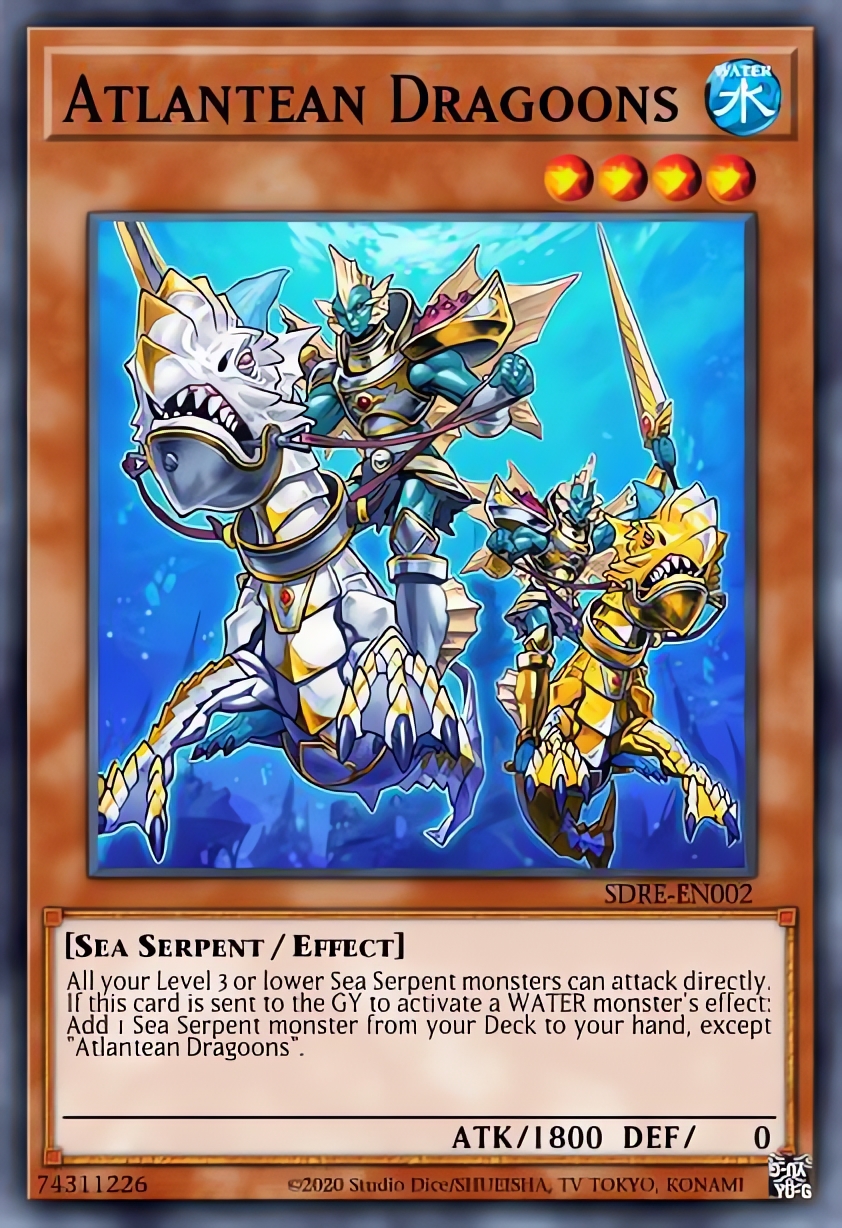 ATLANTEAN DRAGOONS
WATER
水
SDRE-EN002
[SEA SERPENT / EFFECT]
All your Level 3 or lower Sea Serpent monsters can attack directly.
If this card is sent to the GY to activate a WATER monster's effect:
Add 1 Sea Serpent monster from your Deck to your hand, except
"Atlantean Dragoons".
ATK/1800 DEF/ 0
74311226 ©2020 Studio Dice/SHUEISHA, TV TOKYO, KONAMI